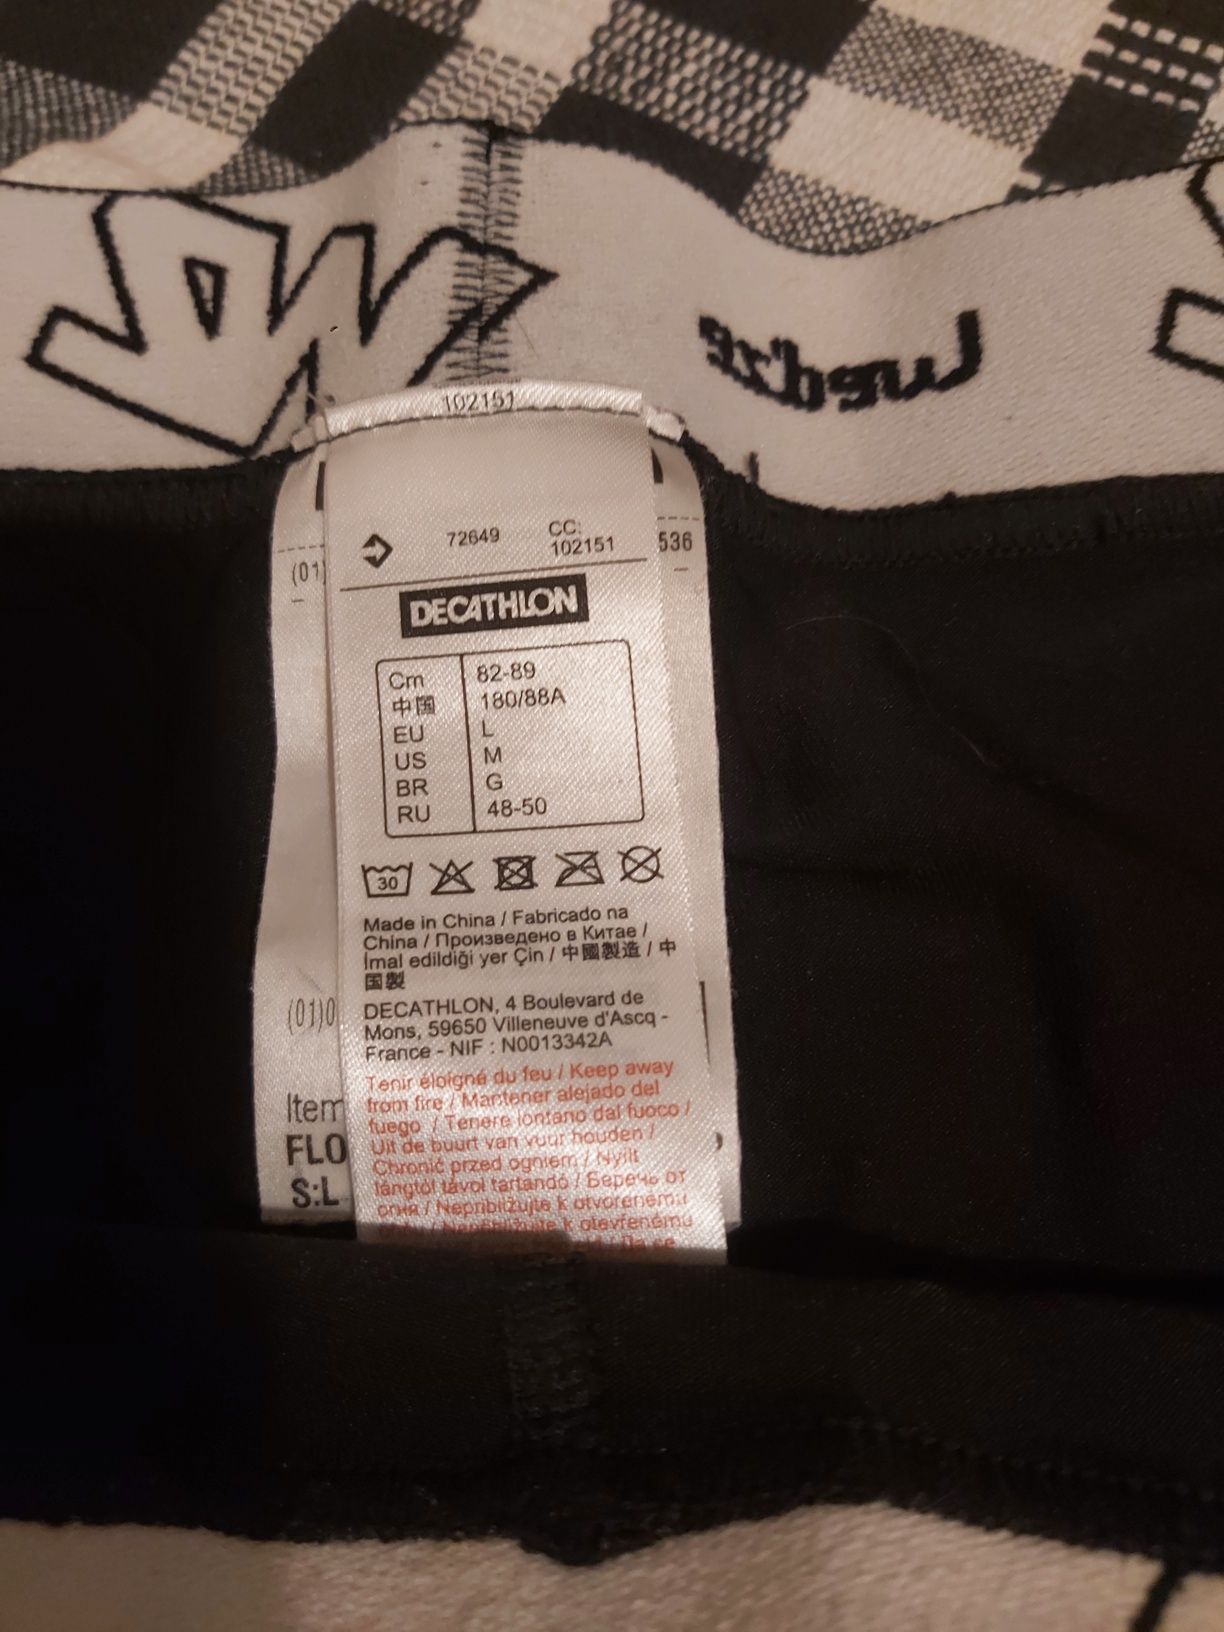 102151
72649
CC:
102151
536
(01)
DECATHLON
Cm 82-89
中国 180/88A
EU L
US M
BR G
RU 48-50
30
Made in China / Fabricado na
China / Произведено в Китае /
İmal edildiği yer Çin / 中國製造 / 中
国製
DECATHLON, 4 Boulevard de
Mons, 59650 Villeneuve d'Ascq -
France - NIF : N0013342A
Tenir éloigné du feu / Keep away
from fire / Mantener alejado del
fuego / Tenere lontano dal fuoco /
Uit de buurt van vuur houden /
Chronić przed ogniem / Nyílt
lángtól távol tartandó / Беречь от
огня / Nepribližujte k otvorenému
/ Nepřibližujte k otevřenému
(01)0
Item
FLO
S:L
Luedze